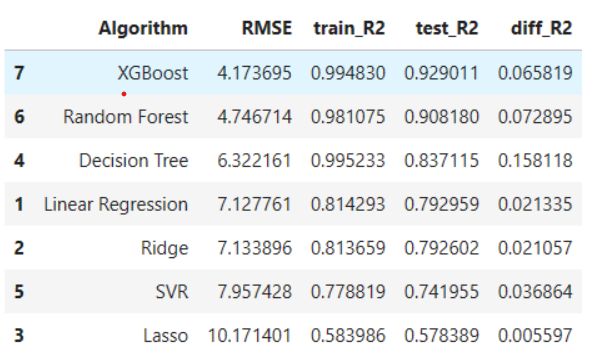 Algorithm RMSE train_R2 test_R2 diff_R2
7 XGBoost 4.173695 0.994830 0.929011 0.065819
6 Random Forest 4.746714 0.981075 0.908180 0.072895
4 Decision Tree 6.322161 0.995233 0.837115 0.158118
1 Linear Regression 7.127761 0.814293 0.792959 0.021335
2 Ridge 7.133896 0.813659 0.792602 0.021057
5 SVR 7.957428 0.778819 0.741955 0.036864
3 Lasso 10.171401 0.583986 0.578389 0.005597